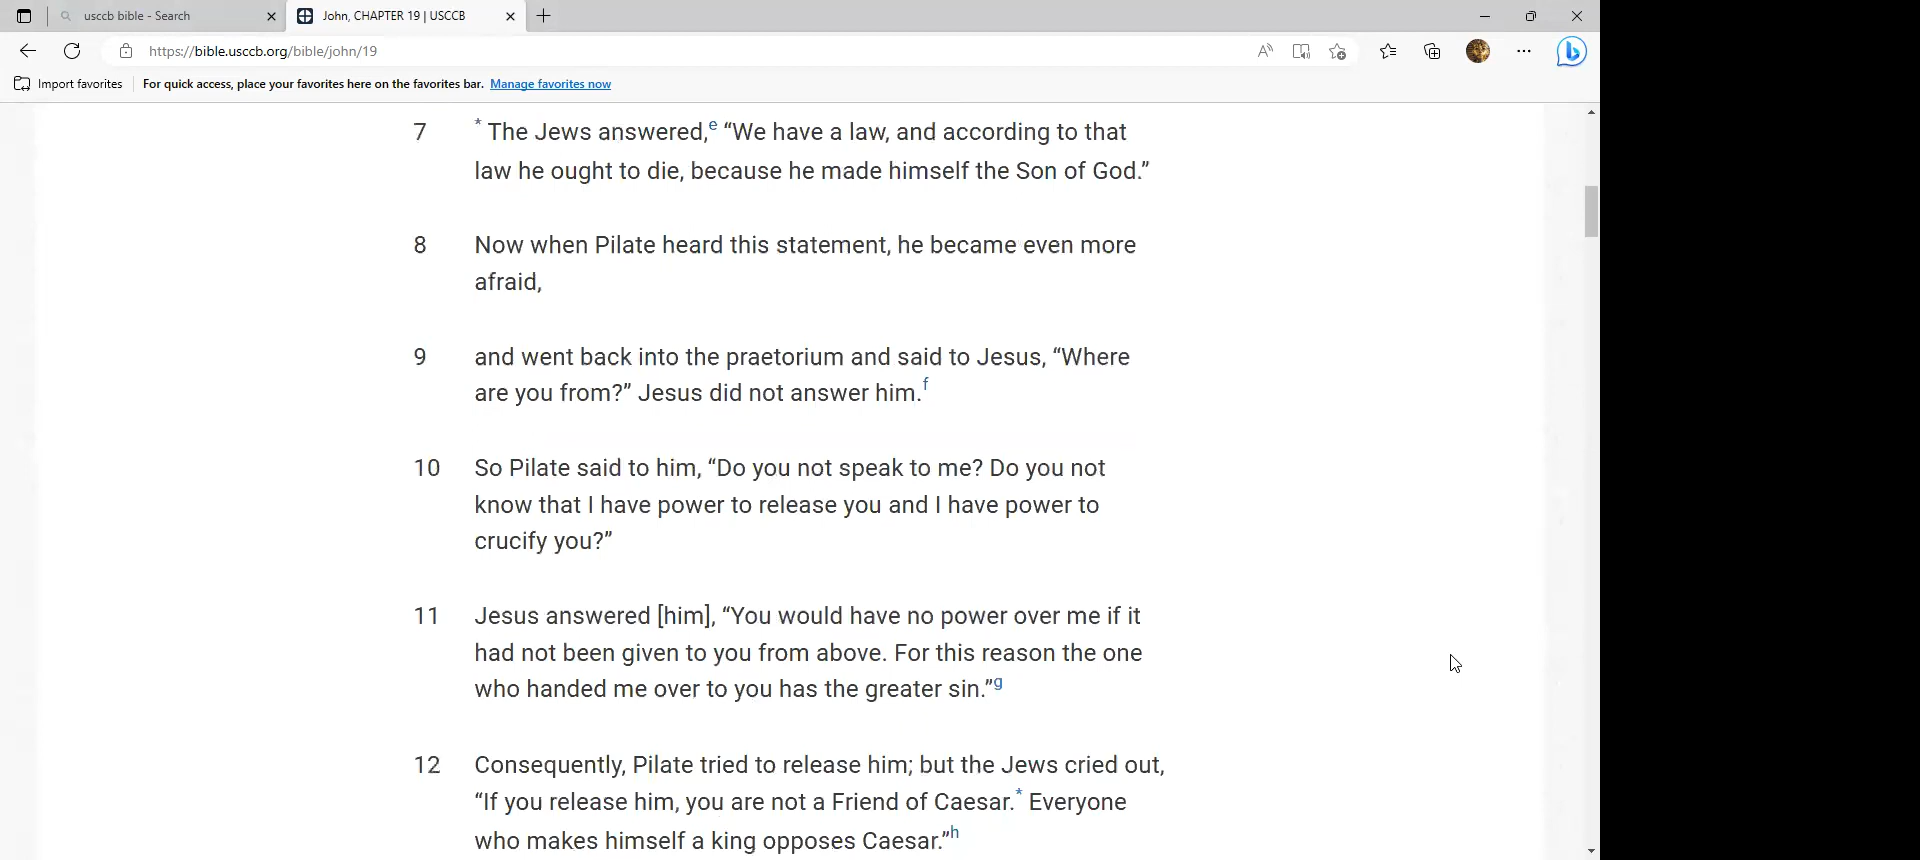 usccb bible - Search
John, CHAPTER 19 | USCCB
https://bible.usccb.org/bible/john/19
Import favorites
For quick access, place your favorites here on the favorites bar. Manage favorites now
7 * The Jews answered,e “We have a law, and according to that
law he ought to die, because he made himself the Son of God.”
8 Now when Pilate heard this statement, he became even more
afraid,
9 and went back into the praetorium and said to Jesus, “Where
are you from?” Jesus did not answer him.f
10 So Pilate said to him, “Do you not speak to me? Do you not
know that I have power to release you and I have power to
crucify you?”
11 Jesus answered [him], “You would have no power over me if it
had not been given to you from above. For this reason the one
who handed me over to you has the greater sin.”g
12 Consequently, Pilate tried to release him; but the Jews cried out,
“If you release him, you are not a Friend of Caesar.* Everyone
who makes himself a king opposes Caesar.”h